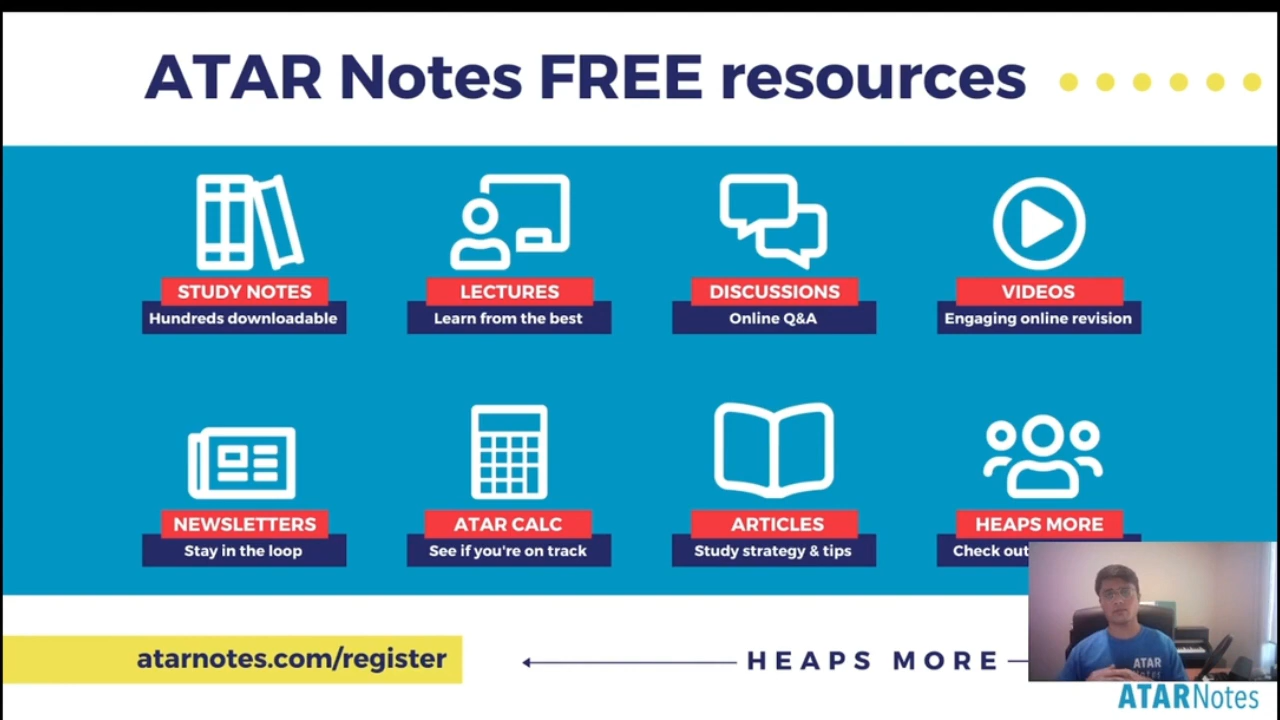 ATAR Notes FREE resources
STUDY NOTES
Hundreds downloadable
LECTURES
Learn from the best
DISCUSSIONS
Online Q&A
VIDEOS
Engaging online revision
NEWSLETTERS
Stay in the loop
ATAR CALC
See if you're on track
ARTICLES
Study strategy & tips
HEAPS MORE
Check out
atarnotes.com/register
HEAPS MORE
ATAR
Notes
ATARNotes